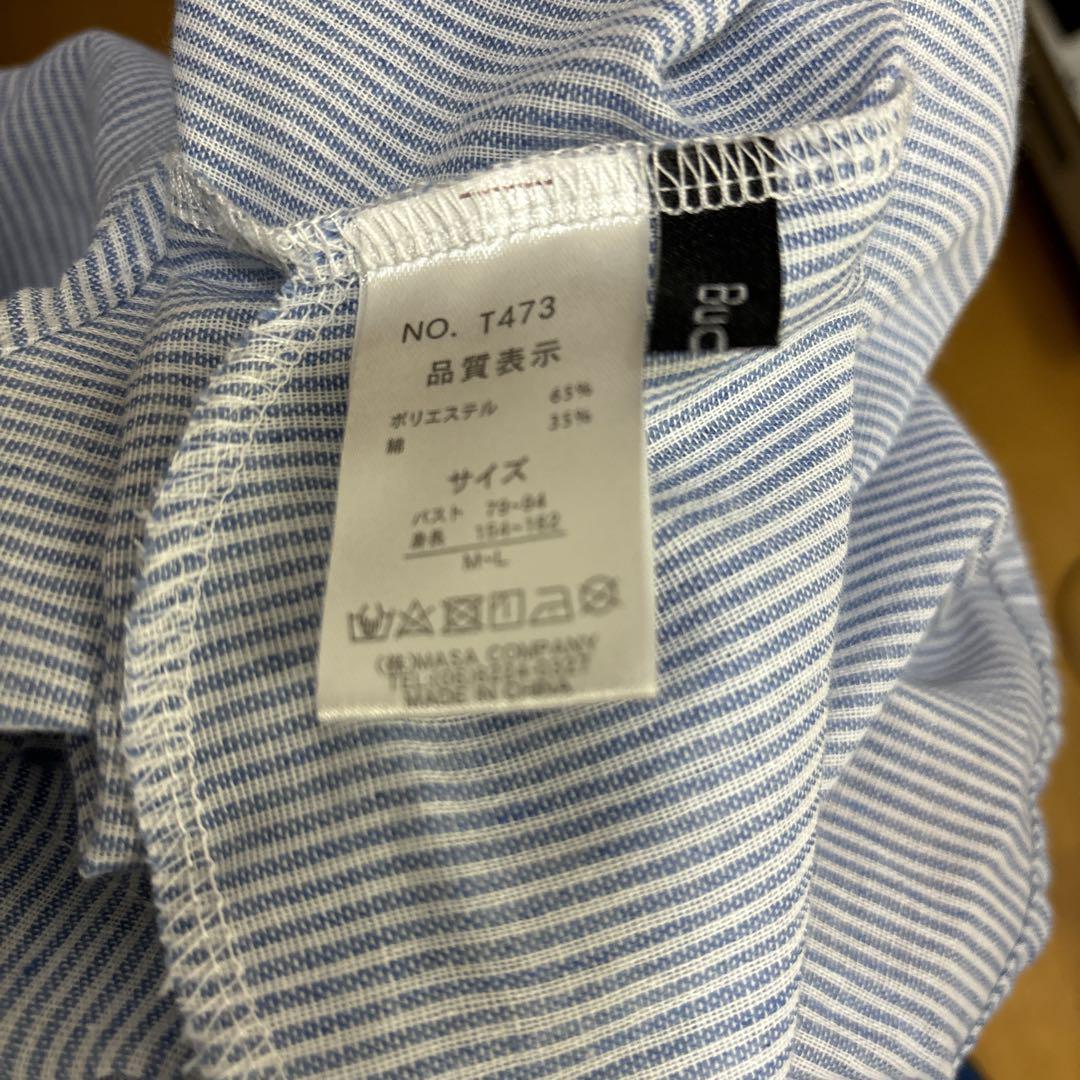 NO. T473
品質表示
ポリエステル 65%
綿 35%
サイズ
バスト 79-94
身長 154-162
M-L
(株)MASA COMPANY
MADE IN CHINA